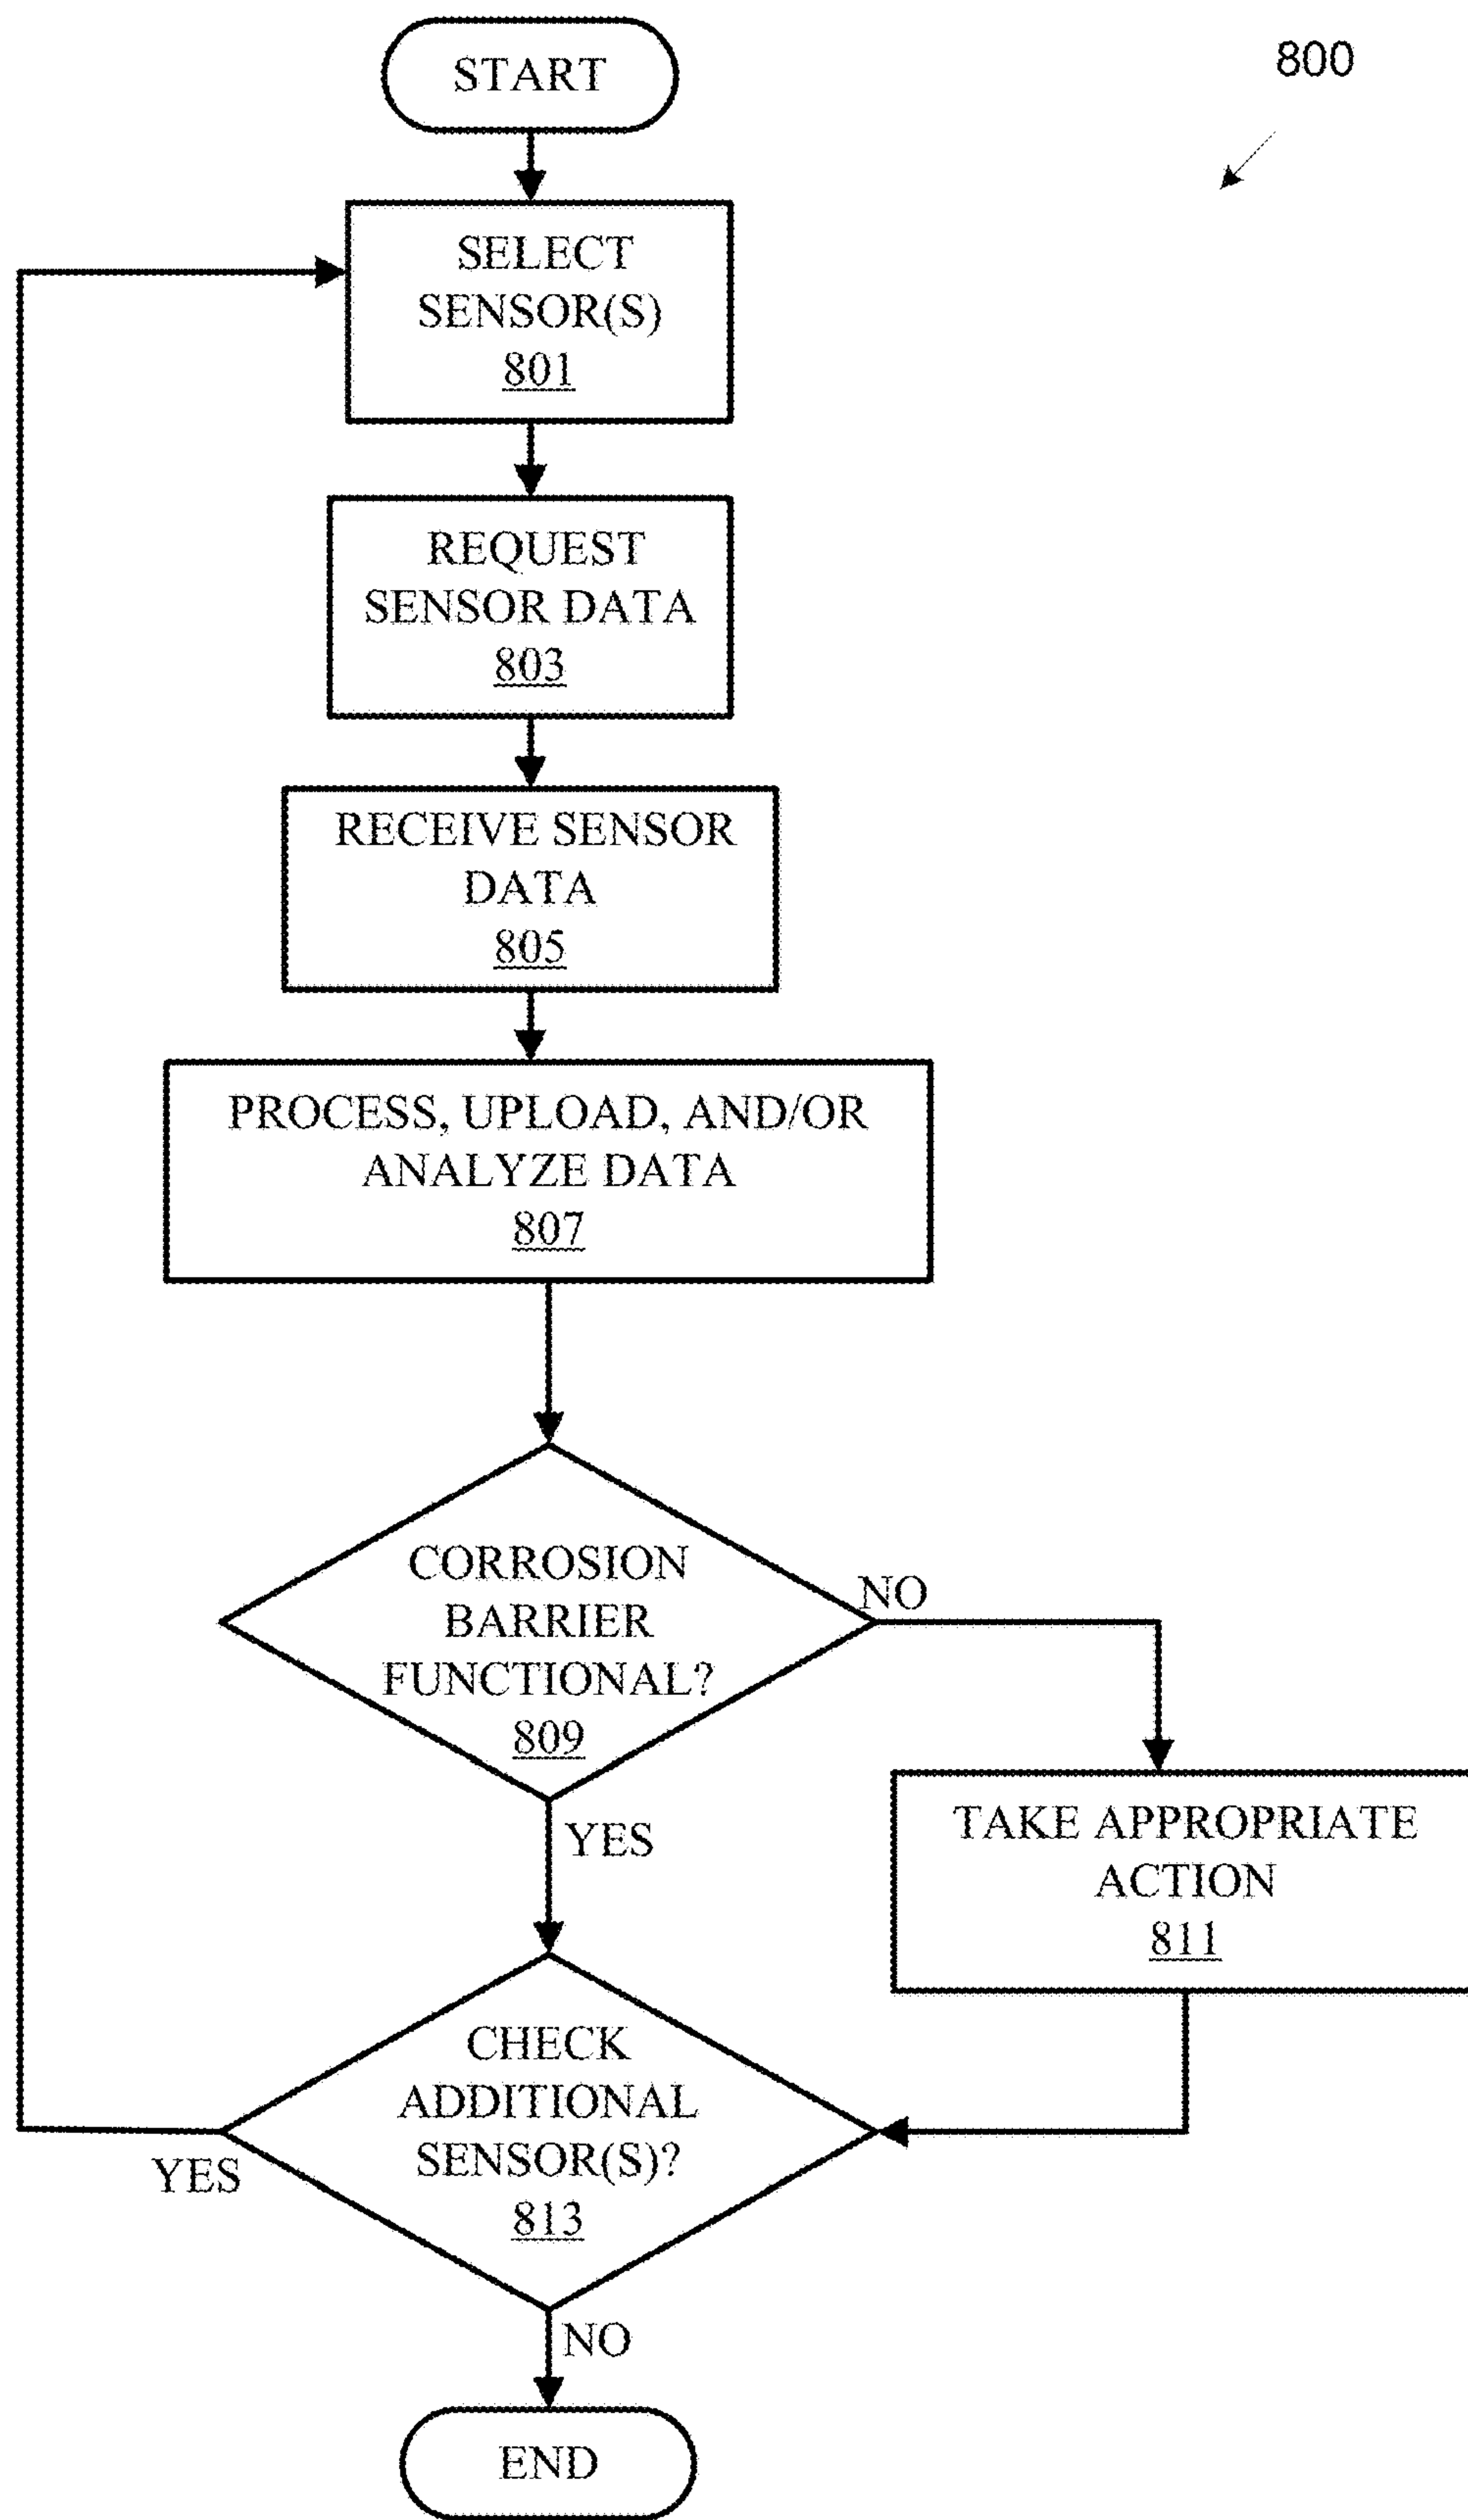 START
800
SELECT
SENSOR(S)
801
REQUEST
SENSOR DATA
803
RECEIVE SENSOR
DATA
805
PROCESS, UPLOAD, AND/OR
ANALYZE DATA
807
CORROSION
BARRIER
FUNCTIONAL?
809
NO
YES
TAKE APPROPRIATE
ACTION
811
CHECK
ADDITIONAL
SENSOR(S)?
813
YES
NO
END